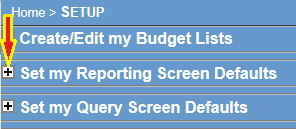 Home > SETUP
Create/Edit my Budget Lists
Set my Reporting Screen Defaults
Set my Query Screen Defaults